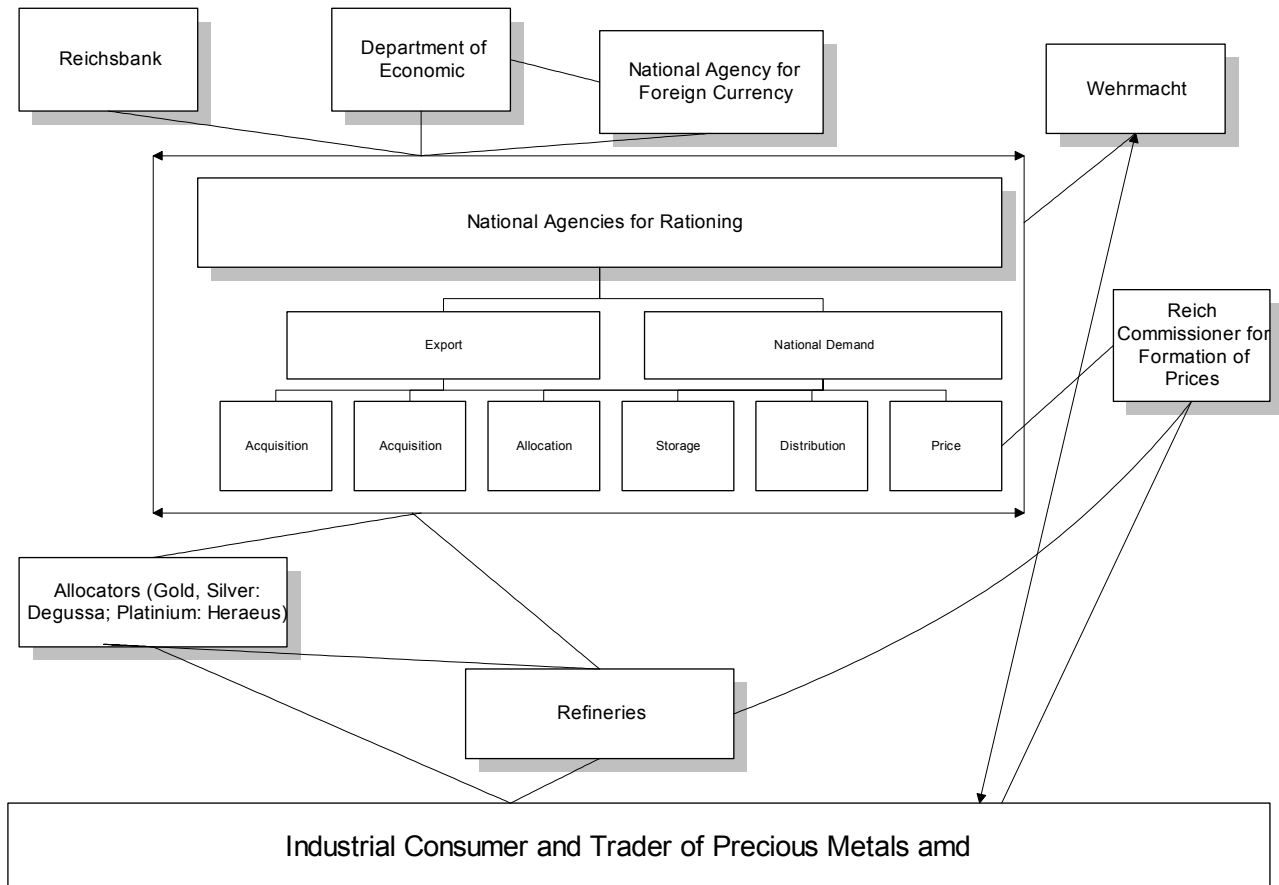 Reichsbank
Department of
Economic
National Agency for
Foreign Currency
Wehrmacht
National Agencies for Rationing
Export
National Demand
Reich
Commissioner for
Formation of
Prices
Acquisition
Acquisition
Allocation
Storage
Distribution
Price
Allocators (Gold, Silver:
Degussa; Platinium: Heraeus)
Refineries
Industrial Consumer and Trader of Precious Metals amd